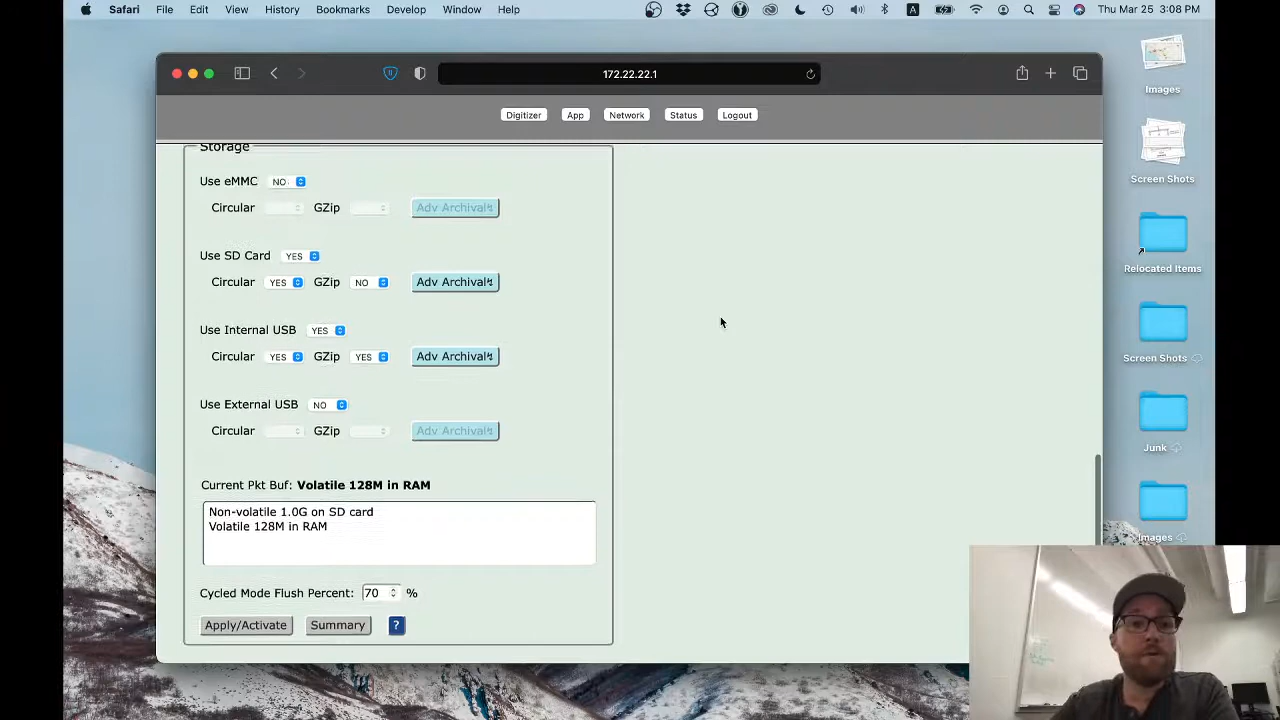 Safari File Edit View History Bookmarks Develop Window Help A Thu Mar 25 3:08 PM
172.22.22.1
Digitizer App Network Status Logout
Images
Screen Shots
Relocated Items
Screen Shots
Junk
Images
Storage
Use eMMC NO
Circular GZip Adv Archival
Use SD Card YES
Circular YES GZip NO Adv Archival
Use Internal USB YES
Circular YES GZip YES Adv Archival
Use External USB NO
Circular GZip Adv Archival
Current Pkt Buf: Volatile 128M in RAM
Non-volatile 1.0G on SD card
Volatile 128M in RAM
Cycled Mode Flush Percent: 70 %
Apply/Activate Summary ?